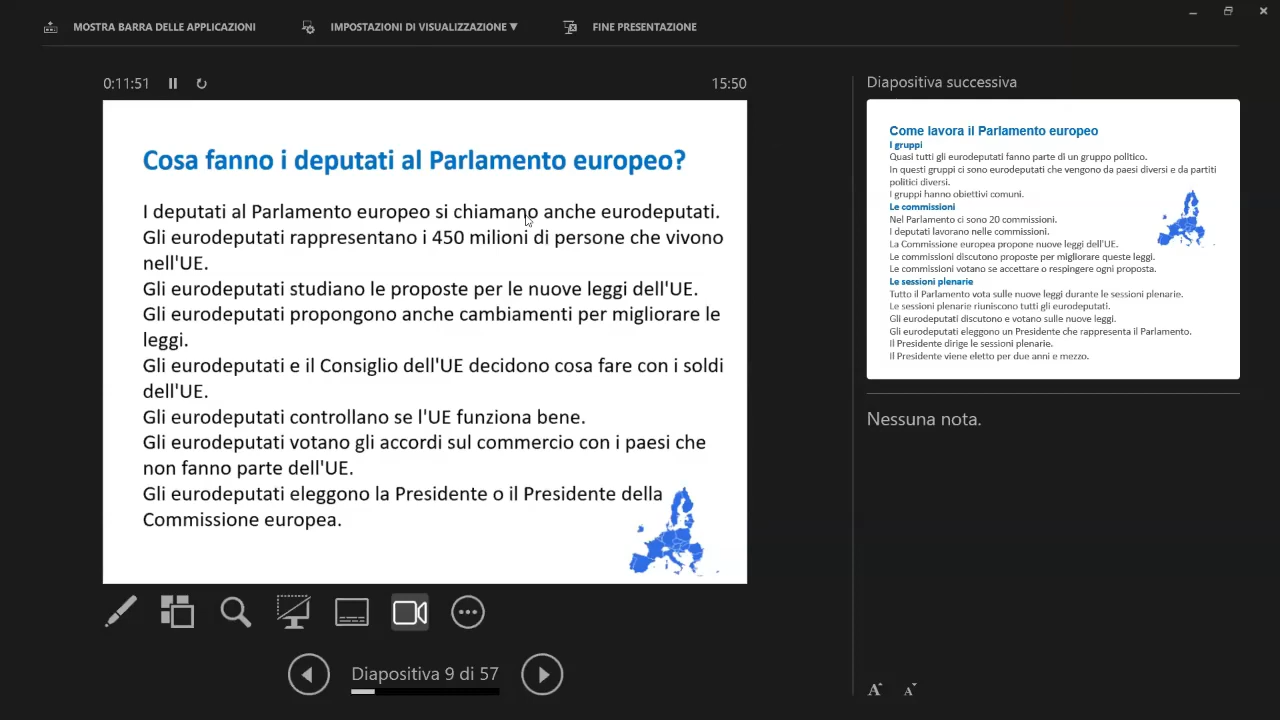 MOSTRA BARRA DELLE APPLICAZIONI
IMPOSTAZIONI DI VISUALIZZAZIONE ▼
FINE PRESENTAZIONE
0:11:51
15:50
Cosa fanno i deputati al Parlamento europeo?
I deputati al Parlamento europeo si chiamano anche eurodeputati.
Gli eurodeputati rappresentano i 450 milioni di persone che vivono
nell'UE.
Gli eurodeputati studiano le proposte per le nuove leggi dell'UE.
Gli eurodeputati propongono anche cambiamenti per migliorare le
leggi.
Gli eurodeputati e il Consiglio dell'UE decidono cosa fare con i soldi
dell'UE.
Gli eurodeputati controllano se l'UE funziona bene.
Gli eurodeputati votano gli accordi sul commercio con i paesi che
non fanno parte dell'UE.
Gli eurodeputati eleggono la Presidente o il Presidente della
Commissione europea.
Diapositiva 9 di 57
Diapositiva successiva
Come lavora il Parlamento europeo
I gruppi
Quasi tutti gli eurodeputati fanno parte di un gruppo politico.
In questi gruppi ci sono eurodeputati che vengono da paesi diversi e da partiti
politici diversi.
I gruppi hanno obiettivi comuni.
Le commissioni
Nel Parlamento ci sono 20 commissioni.
I deputati lavorano nelle commissioni.
La Commissione europea propone nuove leggi dell'UE.
Le commissioni discutono proposte per migliorare queste leggi.
Le commissioni votano se accettare o respingere ogni proposta.
Le sessioni plenarie
Tutto il Parlamento vota sulle nuove leggi durante le sessioni plenarie.
Le sessioni plenarie riuniscono tutti gli eurodeputati.
Gli eurodeputati discutono e votano sulle nuove leggi.
Gli eurodeputati eleggono un Presidente che rappresenta il Parlamento.
Il Presidente dirige le sessioni plenarie.
Il Presidente viene eletto per due anni e mezzo.
Nessuna nota.
A A